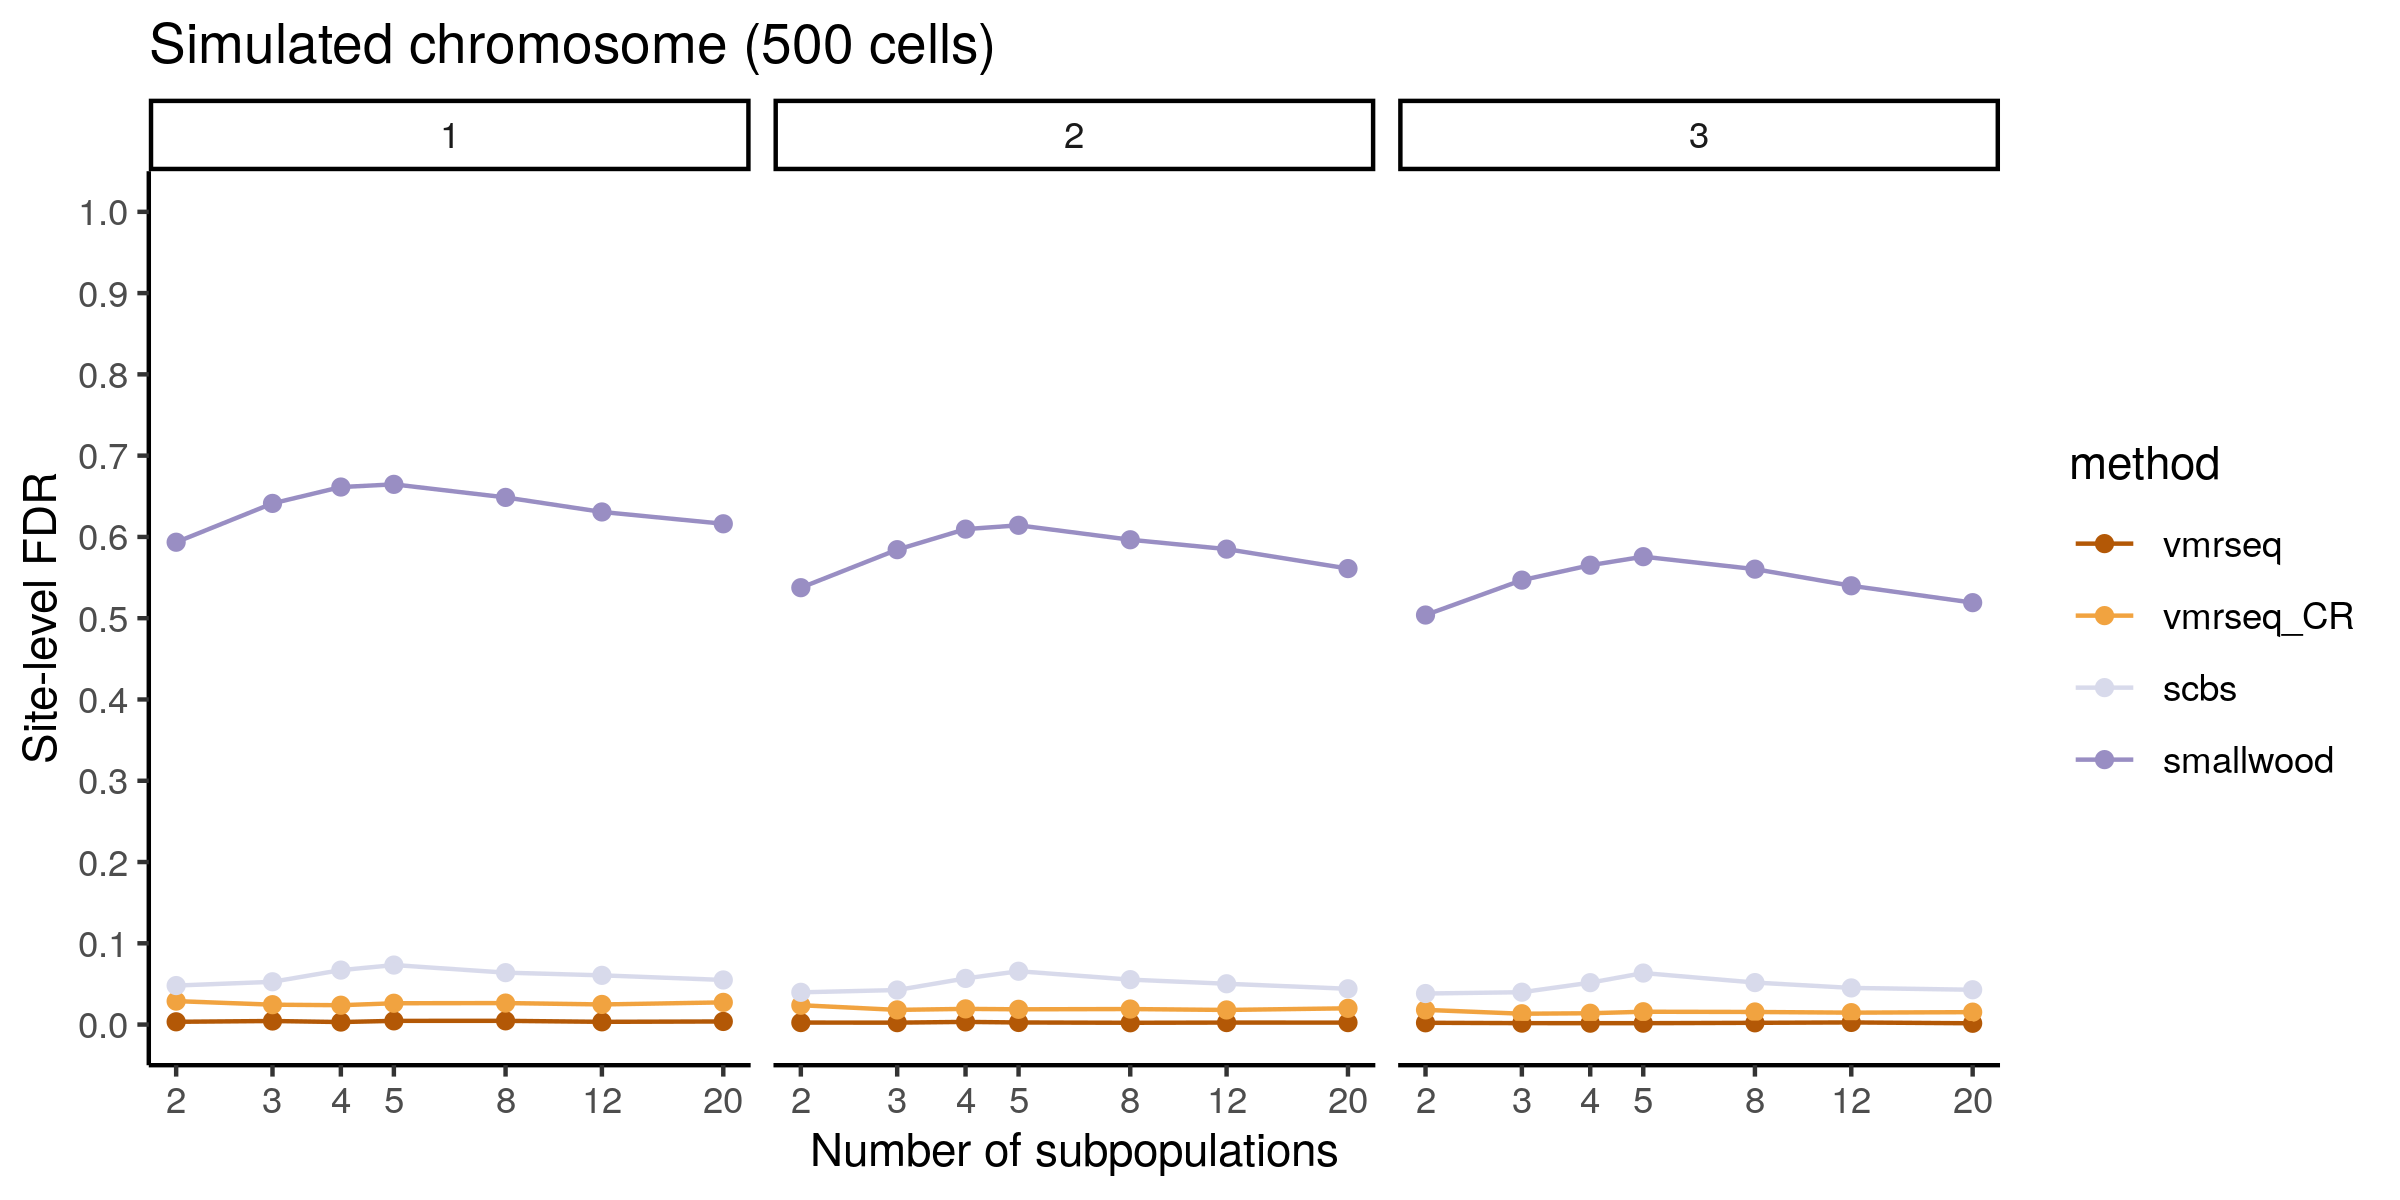 Simulated chromosome (500 cells)
1 2 3
Site-level FDR
1.0
0.9
0.8
0.7
0.6
0.5
0.4
0.3
0.2
0.1
0.0
2 3 4 5 8 12 20 2 3 4 5 8 12 20 2 3 4 5 8 12 20
Number of subpopulations
method
vmrseq
vmrseq_CR
scbs
smallwood